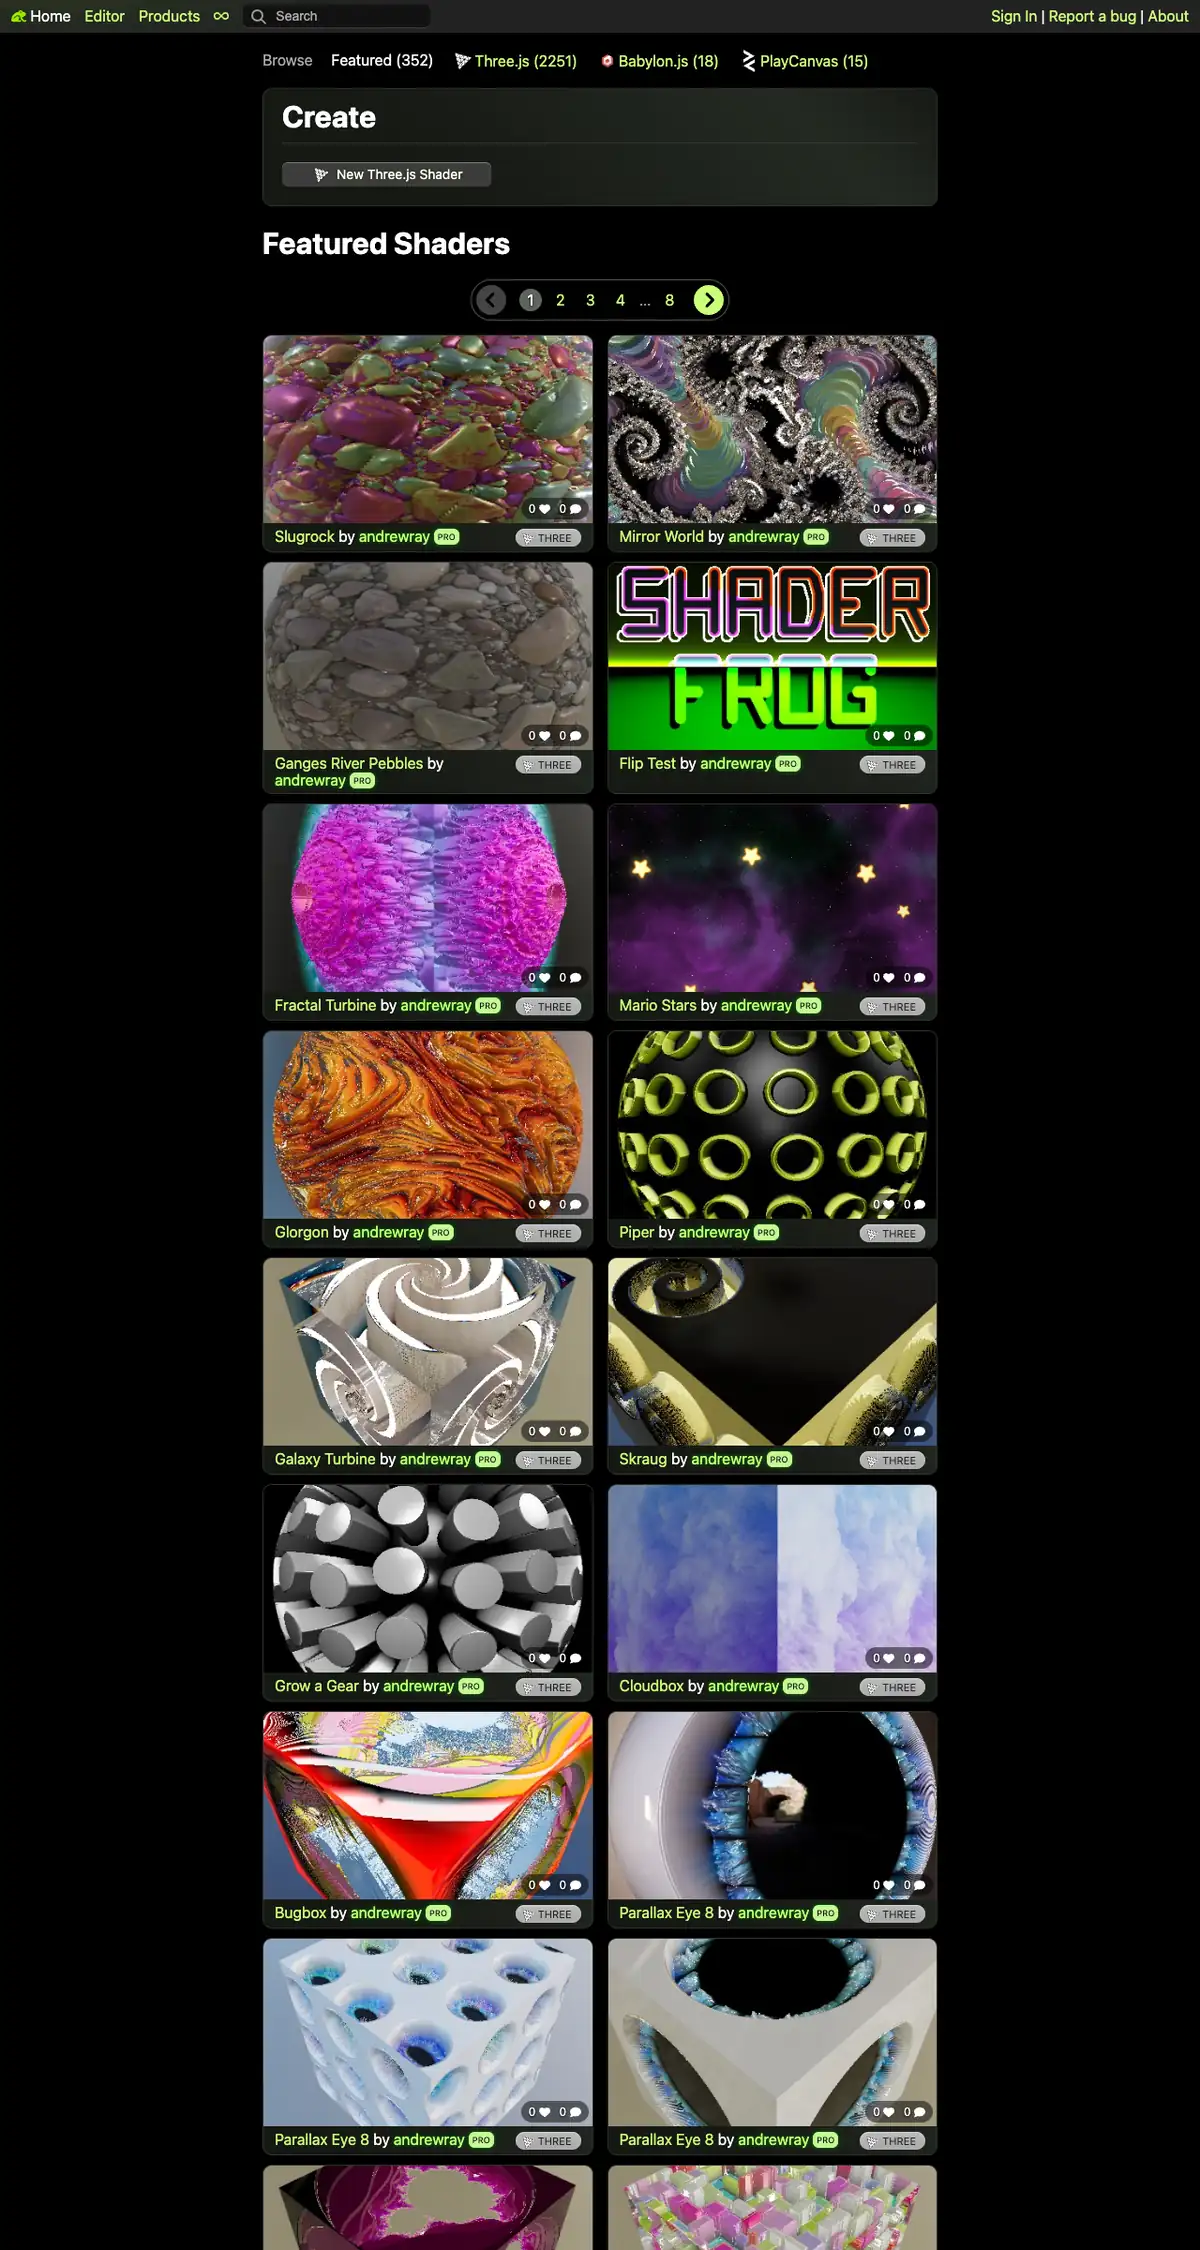 Home Editor Products ∞ Search Sign In | Report a bug | About
Browse Featured (352) Three.js (2251) Babylon.js (18) PlayCanvas (15)
Create
New Three.js Shader
Featured Shaders
1 2 3 4 ... 8
0 0
0 0
Slugrock by andrewray PRO THREE
Mirror World by andrewray PRO THREE
SHADER
FROG
0 0
0 0
Ganges River Pebbles by
andrewray PRO THREE
Flip Test by andrewray PRO THREE
0 0
0 0
Fractal Turbine by andrewray PRO THREE
Mario Stars by andrewray PRO THREE
0 0
0 0
Glorgon by andrewray PRO THREE
Piper by andrewray PRO THREE
0 0
0 0
Galaxy Turbine by andrewray PRO THREE
Skraug by andrewray PRO THREE
0 0
0 0
Grow a Gear by andrewray PRO THREE
Cloudbox by andrewray PRO THREE
0 0
0 0
Bugbox by andrewray PRO THREE
Parallax Eye 8 by andrewray PRO THREE
0 0
0 0
Parallax Eye 8 by andrewray PRO THREE
Parallax Eye 8 by andrewray PRO THREE